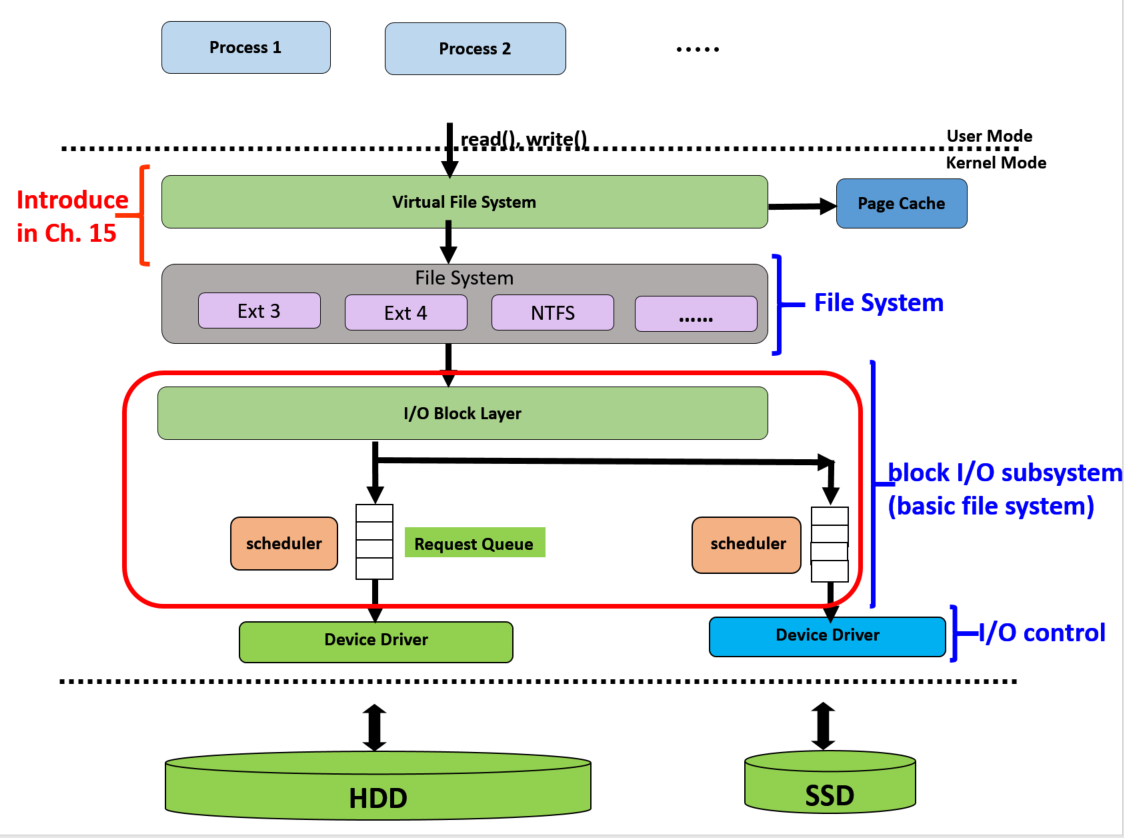 Process 1
Process 2
.....
read(), write()
User Mode
Kernel Mode
Introduce
in Ch. 15
Virtual File System
Page Cache
File System
Ext 3
Ext 4
NTFS
......
File System
I/O Block Layer
block I/O subsystem
(basic file system)
scheduler
Request Queue
scheduler
Device Driver
Device Driver
I/O control
HDD
SSD